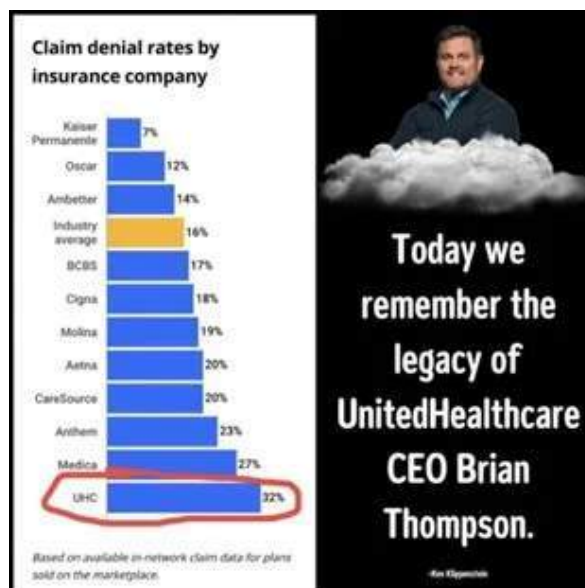 Claim denial rates by
insurance company
Kaiser
Permanente
7%
Oscar
12%
Ambetter
14%
Industry
average
16%
BCBS
17%
Cigna
18%
Molina
19%
Aetna
20%
CareSource
20%
Anthem
23%
Medica
27%
UHC
32%
Based on available in-network claim data for plans
sold on the marketplace.
Today we
remember the
legacy of
UnitedHealthcare
CEO Brian
Thompson.